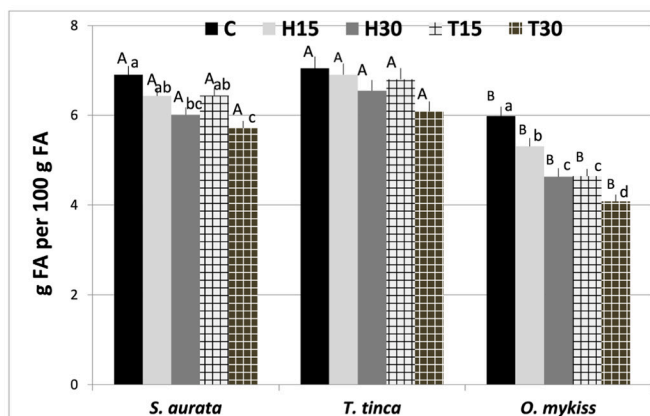 8
C H15 H30 T15 T30
A a A ab A bc A ab A c
A A A A A
B a B b B c B c B d
6
4
2
0
g FA per 100 g FA
S. aurata T. tinca O. mykiss